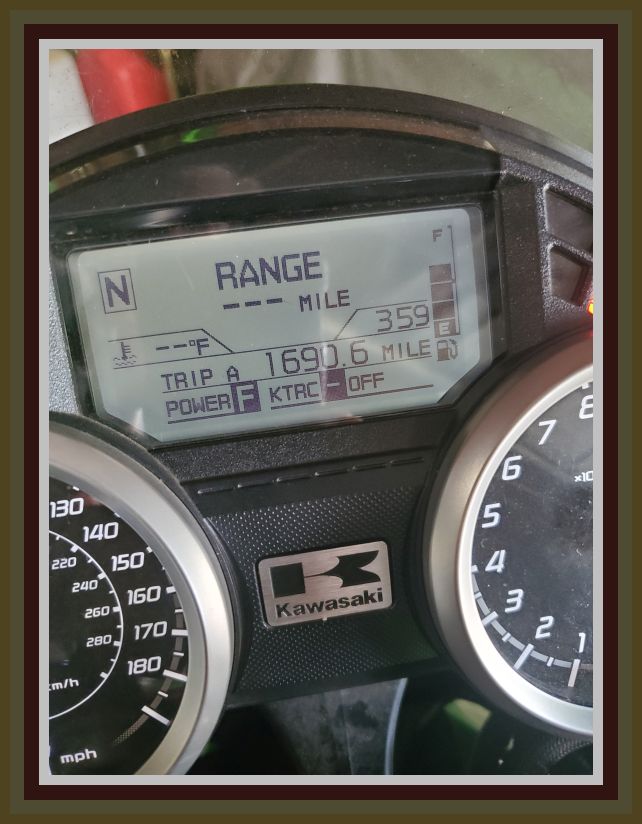 F
N
RANGE
--- MILE
359
E
--°F
TRIP A 1690.6 MILE
POWER F KTRC - OFF
130
140
150
160
170
180
220
240
260
280
km/h
mph
Kawasaki
8
7
6
5
4
3
2
1
×10